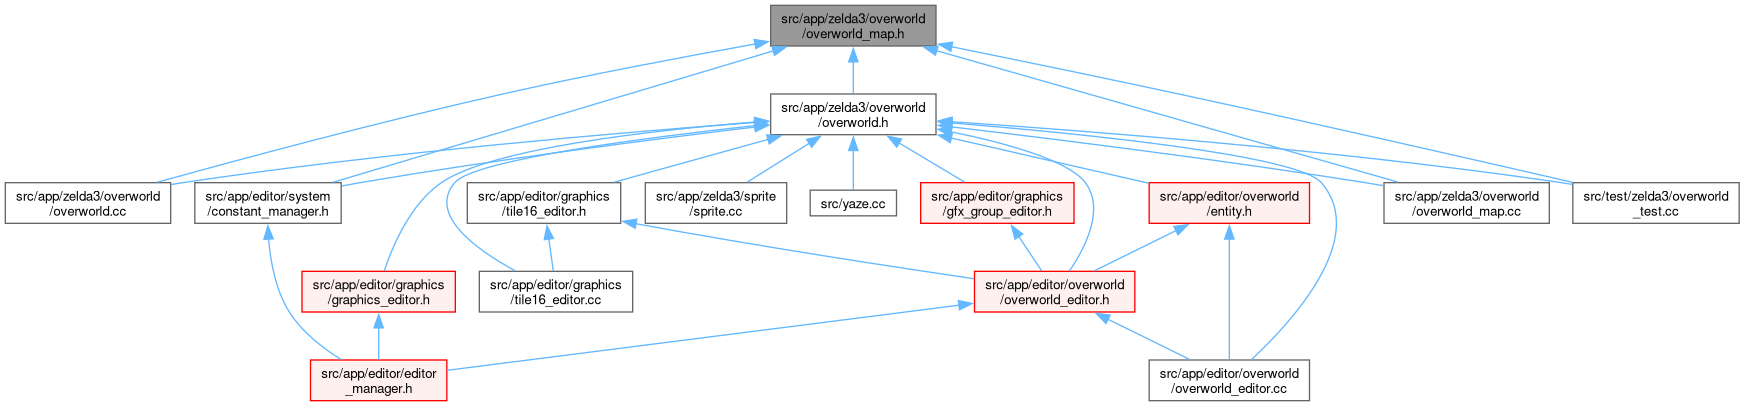 src/app/zelda3/overworld
/overworld_map.h
src/app/zelda3/overworld
/overworld.h
src/app/zelda3/overworld
/overworld.cc
src/app/editor/system
/constant_manager.h
src/app/editor/graphics
/tile16_editor.h
src/app/zelda3/sprite
/sprite.cc
src/yaze.cc
src/app/editor/graphics
/gfx_group_editor.h
src/app/editor/overworld
/entity.h
src/app/zelda3/overworld
/overworld_map.cc
src/test/zelda3/overworld
_test.cc
src/app/editor/graphics
/graphics_editor.h
src/app/editor/graphics
/tile16_editor.cc
src/app/editor/overworld
/overworld_editor.h
src/app/editor/editor
_manager.h
src/app/editor/overworld
/overworld_editor.cc